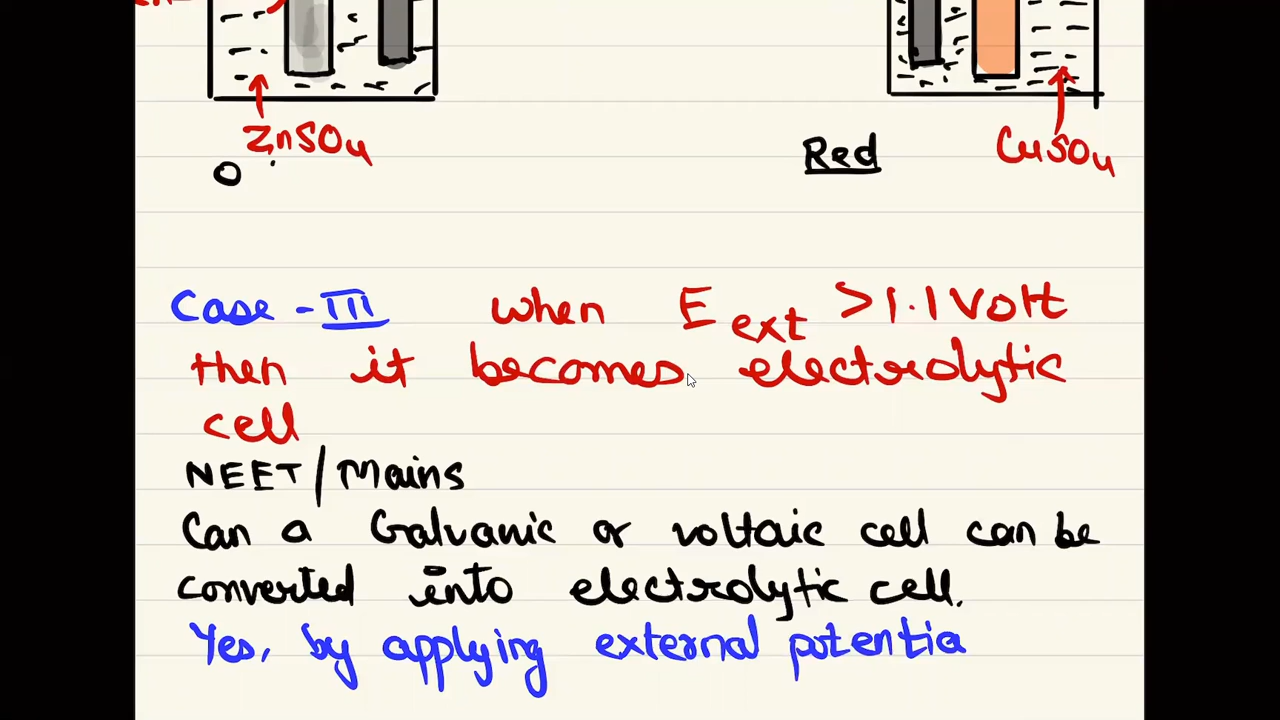 ZnSO4
CuSO4
Red
O
Case - III when E ext > 1.1 Volt
then it becomes electrolytic
cell
NEET/Mains
Can a Galvanic or voltaic cell can be
converted into electrolytic cell.
Yes, by applying external potentia